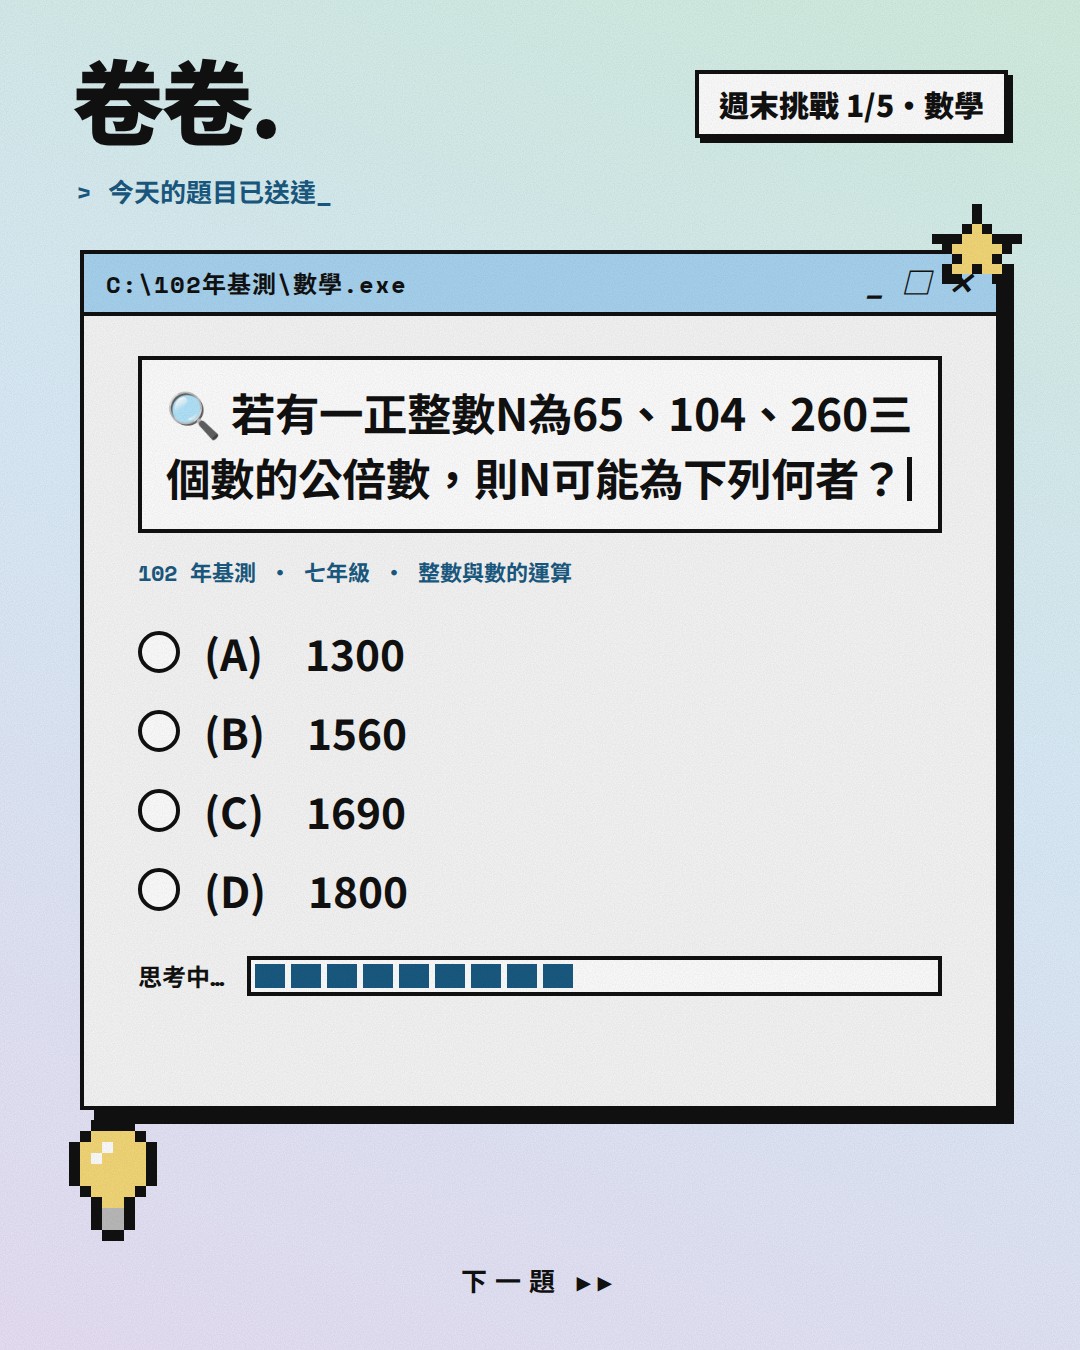 卷卷.
週末挑戰 1/5・數學
> 今天的題目已送達_
C:\102年基測\數學.exe
🔍 若有一正整數N為65、104、260三
個數的公倍數，則N可能為下列何者？
102 年基測 ・ 七年級 ・ 整數與數的運算
(A) 1300
(B) 1560
(C) 1690
(D) 1800
思考中…
下一題 ▸▸